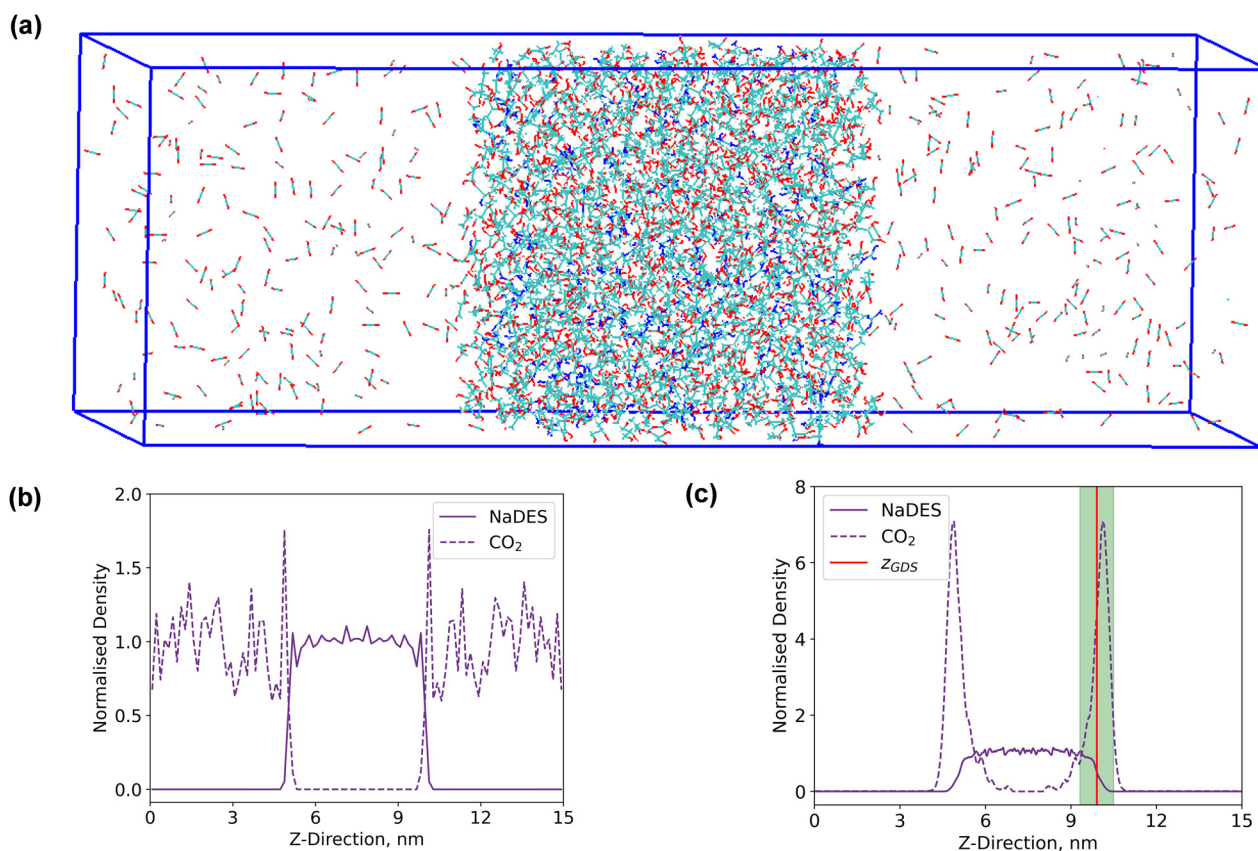 (a)
(b)
2.0
1.5
1.0
0.5
0.0
Normalised Density
NaDES
CO₂
0 3 6 9 12 15
Z-Direction, nm
(c)
8
6
4
2
0
Normalised Density
NaDES
CO₂
z_GDS
0 3 6 9 12 15
Z-Direction, nm